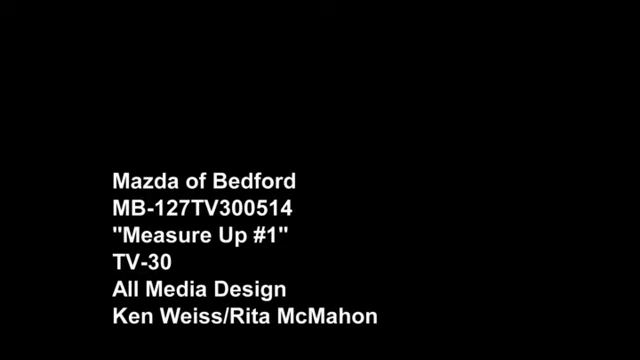 Mazda of Bedford
MB-127TV300514
"Measure Up #1"
TV-30
All Media Design
Ken Weiss/Rita McMahon